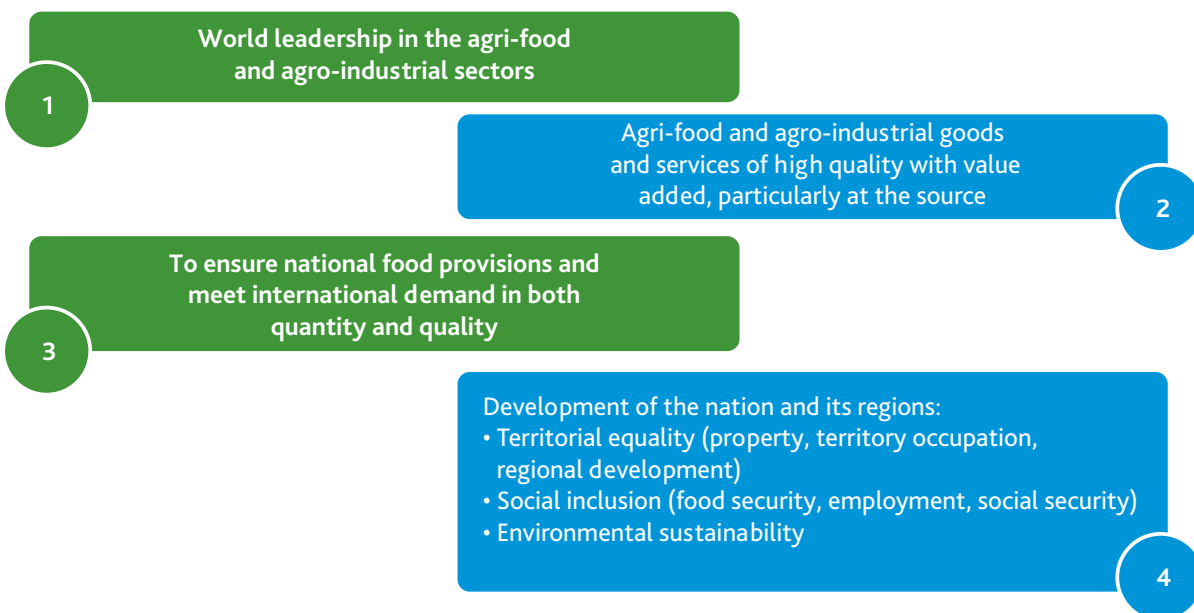 World leadership in the agri-food
and agro-industrial sectors
1
Agri-food and agro-industrial goods
and services of high quality with value
added, particularly at the source
2
To ensure national food provisions and
meet international demand in both
quantity and quality
3
Development of the nation and its regions:
• Territorial equality (property, territory occupation,
regional development)
• Social inclusion (food security, employment, social security)
• Environmental sustainability
4